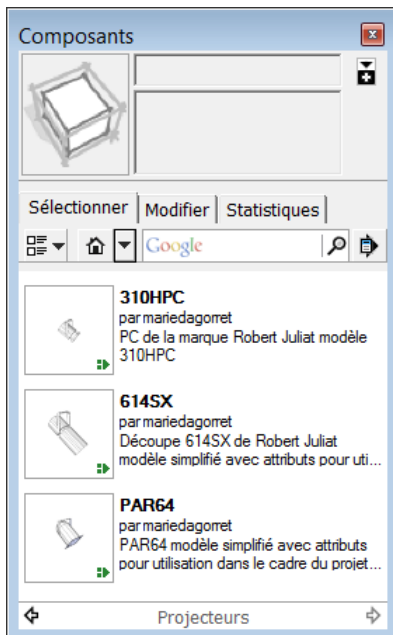 Composants
Sélectionner Modifier Statistiques
Google
310HPC
par mariedagorret
PC de la marque Robert Juliat modèle
310HPC
614SX
par mariedagorret
Découpe 614SX de Robert Juliat
modèle simplifié avec attributs pour uti...
PAR64
par mariedagorret
PAR64 modèle simplifié avec attributs
pour utilisation dans le cadre du projet...
Projecteurs